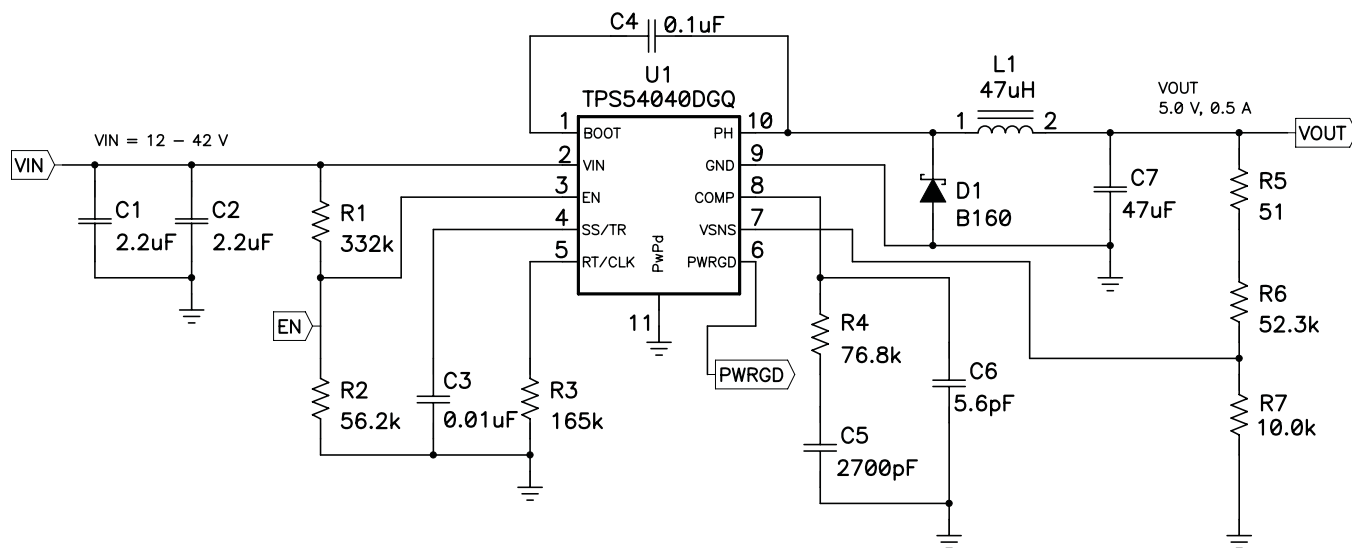 C4 0.1uF
U1
TPS54040DGQ
L1
47uH
VOUT
5.0 V, 0.5 A
VIN = 12 – 42 V
1 BOOT PH 10
1 2
VOUT
VIN
2 VIN GND 9
3 EN COMP 8
4 SS/TR VSNS 7
5 RT/CLK PWRGD 6
PwPd
11
C1
2.2uF
C2
2.2uF
R1
332k
D1
B160
C7
47uF
R5
51
R6
52.3k
EN
R4
76.8k
PWRGD
R2
56.2k
C3
0.01uF
R3
165k
C6
5.6pF
R7
10.0k
C5
2700pF